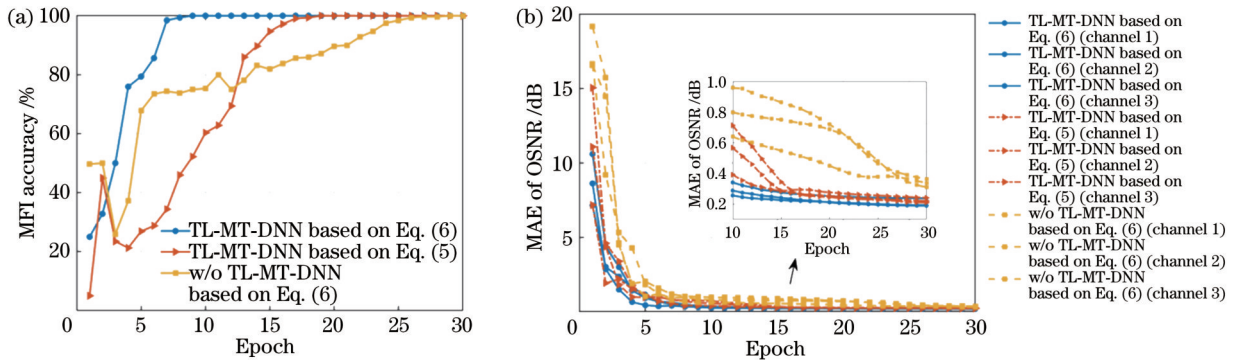 (a)
100
80
60
40
20
0
5
10
15
20
25
30
MFI accuracy /%
Epoch
TL-MT-DNN based on Eq. (6)
TL-MT-DNN based on Eq. (5)
w/o TL-MT-DNN
based on Eq. (6)
(b)
20
15
10
5
0
5
10
15
20
25
30
MAE of OSNR /dB
Epoch
1.0
0.8
0.6
0.4
0.2
10
15
20
25
30
MAE of OSNR /dB
Epoch
TL-MT-DNN based on
Eq. (6) (channel 1)
TL-MT-DNN based on
Eq. (6) (channel 2)
TL-MT-DNN based on
Eq. (6) (channel 3)
TL-MT-DNN based on
Eq. (5) (channel 1)
TL-MT-DNN based on
Eq. (5) (channel 2)
TL-MT-DNN based on
Eq. (5) (channel 3)
w/o TL-MT-DNN
based on Eq. (6) (channel 1)
w/o TL-MT-DNN
based on Eq. (6) (channel 2)
w/o TL-MT-DNN
based on Eq. (6) (channel 3)